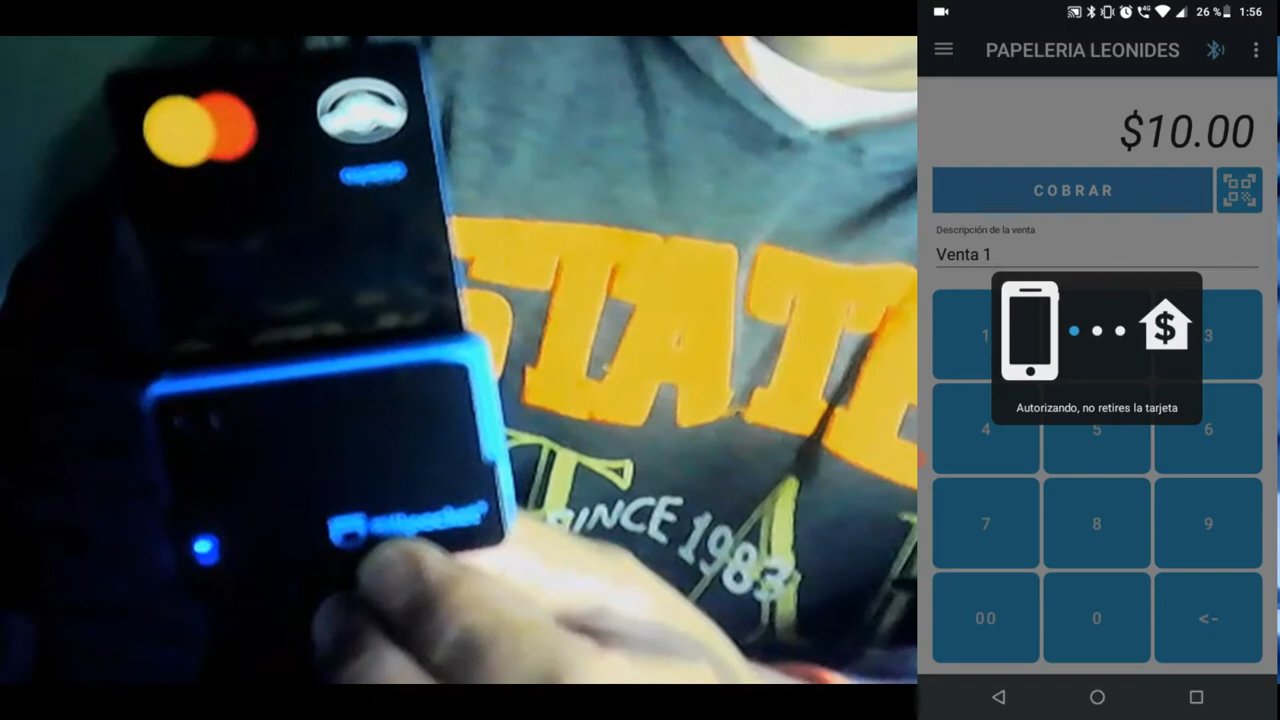 STATE
SINCE 1983
26 % 1:56
PAPELERIA LEONIDES
$10.00
COBRAR
Descripción de la venta
Venta 1
1
3
$
Autorizando, no retires la tarjeta
4
5
6
7
8
9
00
0
<-